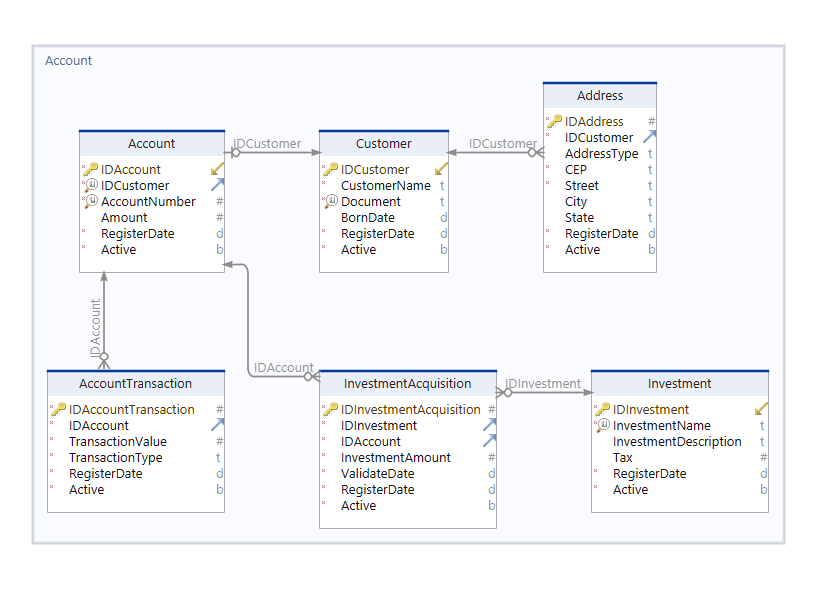 Account
Account
IDAccount
IDCustomer
AccountNumber #
Amount #
RegisterDate d
Active b
IDCustomer
Customer
IDCustomer
CustomerName t
Document t
BornDate d
RegisterDate d
Active b
IDCustomer
Address
IDAddress #
IDCustomer
AddressType t
CEP t
Street t
City t
State t
RegisterDate d
Active b
IDAccount
IDAccount
AccountTransaction
IDAccountTransaction #
IDAccount
TransactionValue #
TransactionType t
RegisterDate d
Active b
InvestmentAcquisition
IDInvestmentAcquisition #
IDInvestment
IDAccount
InvestmentAmount #
ValidateDate d
RegisterDate d
Active b
IDInvestment
Investment
IDInvestment
InvestmentName t
InvestmentDescription t
Tax #
RegisterDate d
Active b